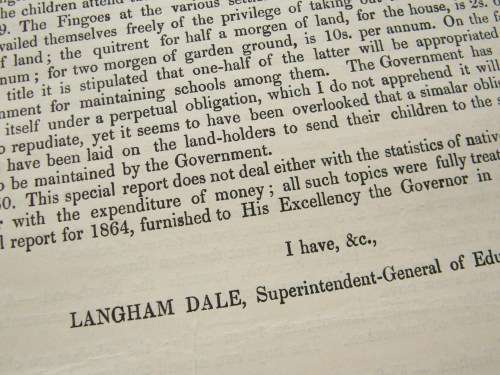 he children attend
9. The Fingoes at the various
vailed themselves freely of the privilege of taking out
f land; the quitrent for half a morgen of land, for the house, is 2s.
num; for two morgen of garden ground, is 10s. per annum. On the
title it is stipulated that one-half of the latter will be appropriated
nment for maintaining schools among them. The Government has
itself under a perpetual obligation, which I do not apprehend it will
o repudiate, yet it seems to have been overlooked that a simalar obli
have been laid on the land-holders to send their children to the
o be maintained by the Government.
60. This special report does not deal either with the statistics of native
r with the expenditure of money; all such topics were fully treat
l report for 1864, furnished to His Excellency the Governor in
I have, &c.,
LANGHAM DALE, Superintendent-General of Edu